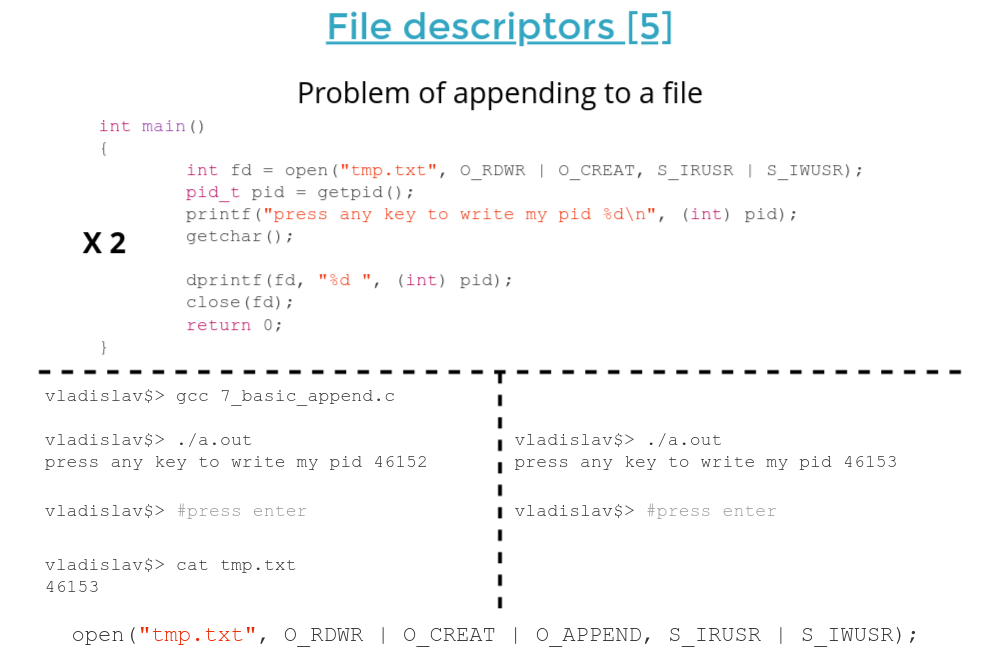 File descriptors [5]
Problem of appending to a file
int main()
{
int fd = open("tmp.txt", O_RDWR | O_CREAT, S_IRUSR | S_IWUSR);
pid_t pid = getpid();
printf("press any key to write my pid %d\n", (int) pid);
getchar();
X 2
dprintf(fd, "%d ", (int) pid);
close(fd);
return 0;
}
vladislav$> gcc 7_basic_append.c
vladislav$> ./a.out
press any key to write my pid 46152
vladislav$> #press enter
vladislav$> cat tmp.txt
46153
vladislav$> ./a.out
press any key to write my pid 46153
vladislav$> #press enter
open("tmp.txt", O_RDWR | O_CREAT | O_APPEND, S_IRUSR | S_IWUSR);